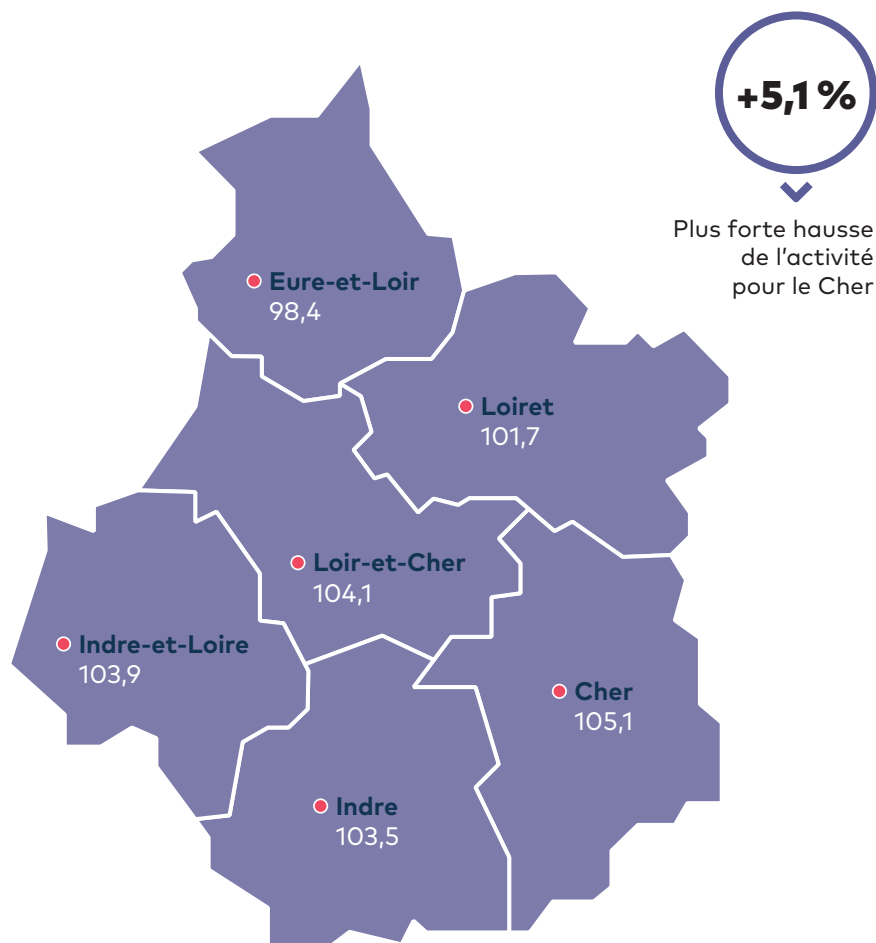 +5,1 %
Plus forte hausse
de l'activité
pour le Cher
Eure-et-Loir
98,4
Loiret
101,7
Loir-et-Cher
104,1
Indre-et-Loire
103,9
Cher
105,1
Indre
103,5